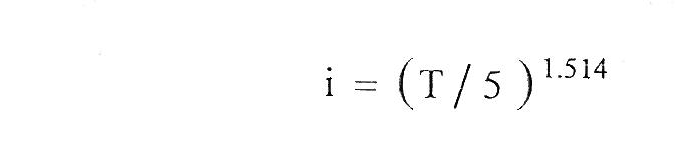 i = (T/5)^1.514